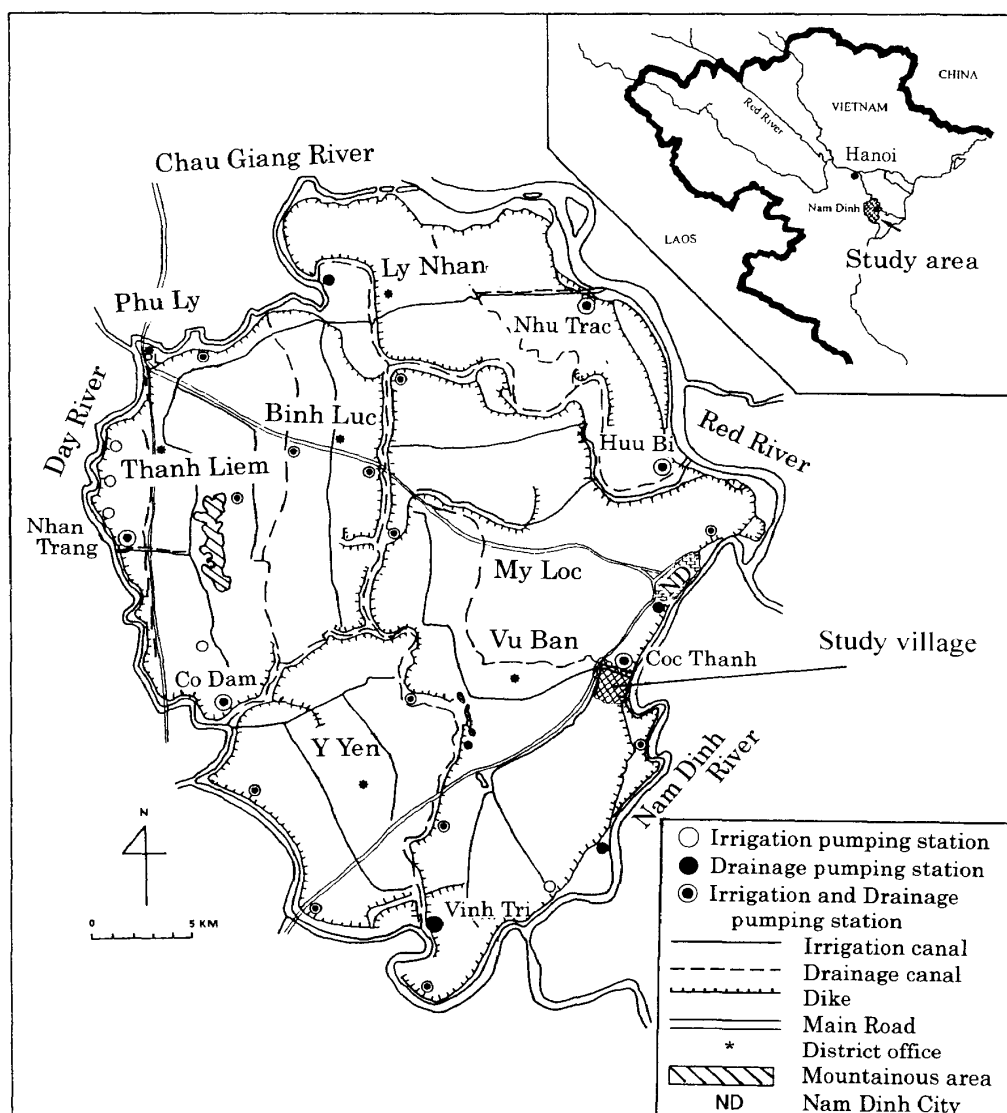 CHINA
VIETNAM
Red River
Hanoi
Nam Dinh
LAOS
Study area
Chau Giang River
Ly Nhan
Phu Ly
Nhu Trac
Day River
Binh Luc
Huu Bi
Red River
Thanh Liem
Nhan
Trang
My Loc
ND
Vu Ban
Study village
Coc Thanh
Co Dam
Y Yen
Nam Dinh
River
N
0 5 KM
Vinh Tri
Irrigation pumping station
Drainage pumping station
Irrigation and Drainage
pumping station
Irrigation canal
Drainage canal
Dike
Main Road
* District office
Mountainous area
ND Nam Dinh City